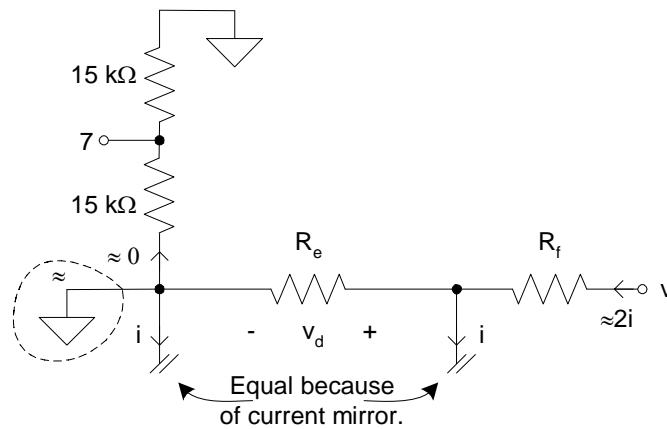 15 kΩ
7
15 kΩ
≈ 0
≈
R_e
R_f
v
≈2i
i
- v_d +
i
Equal because
of current mirror.